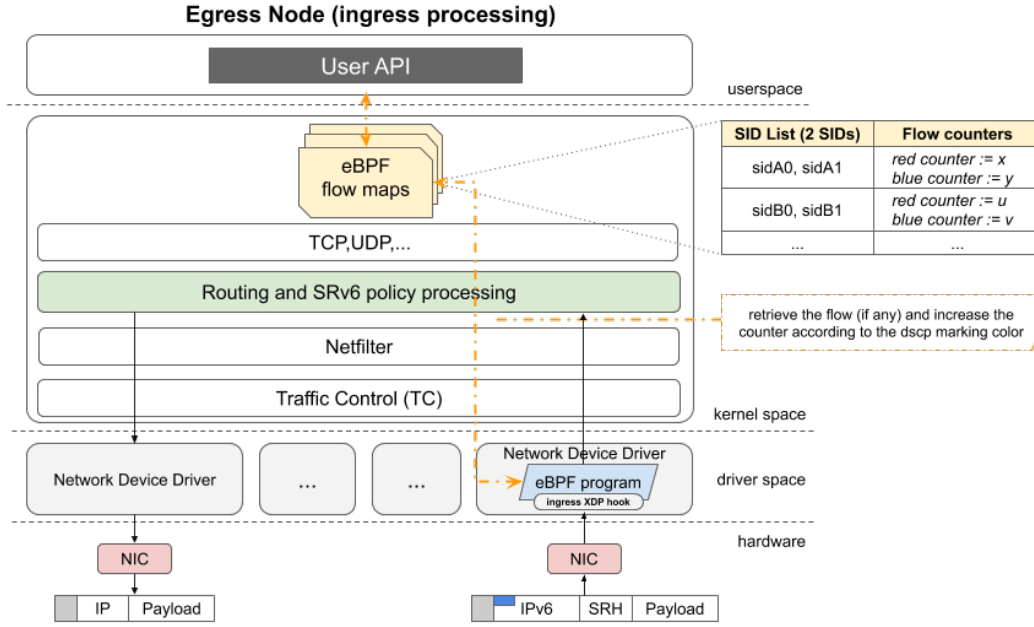 Egress Node (ingress processing)
User API
userspace
eBPF
flow maps
SID List (2 SIDs) Flow counters
sidA0, sidA1 red counter := x
blue counter := y
sidB0, sidB1 red counter := u
blue counter := v
... ...
TCP,UDP,...
Routing and SRv6 policy processing
retrieve the flow (if any) and increase the
counter according to the dscp marking color
Netfilter
Traffic Control (TC)
kernel space
Network Device Driver
...
...
Network Device Driver
eBPF program
ingress XDP hook
driver space
hardware
NIC
NIC
IP Payload
IPv6 SRH Payload